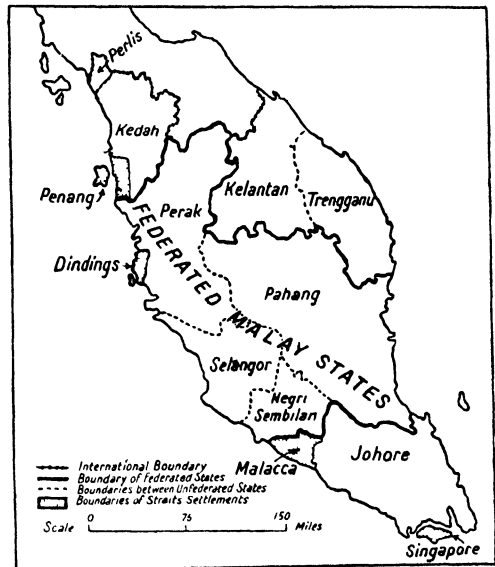 Perlis
Kedah
Penang
Perak
Kelantan
Trengganu
Dindings
FEDERATED MALAY STATES
Pahang
Selangor
Negri
Sembilan
Malacca
Johore
Singapore
International Boundary
Boundary of Federated States
Boundaries between Unfederated States
Boundaries of Straits Settlements
Scale 0 75 150 Miles